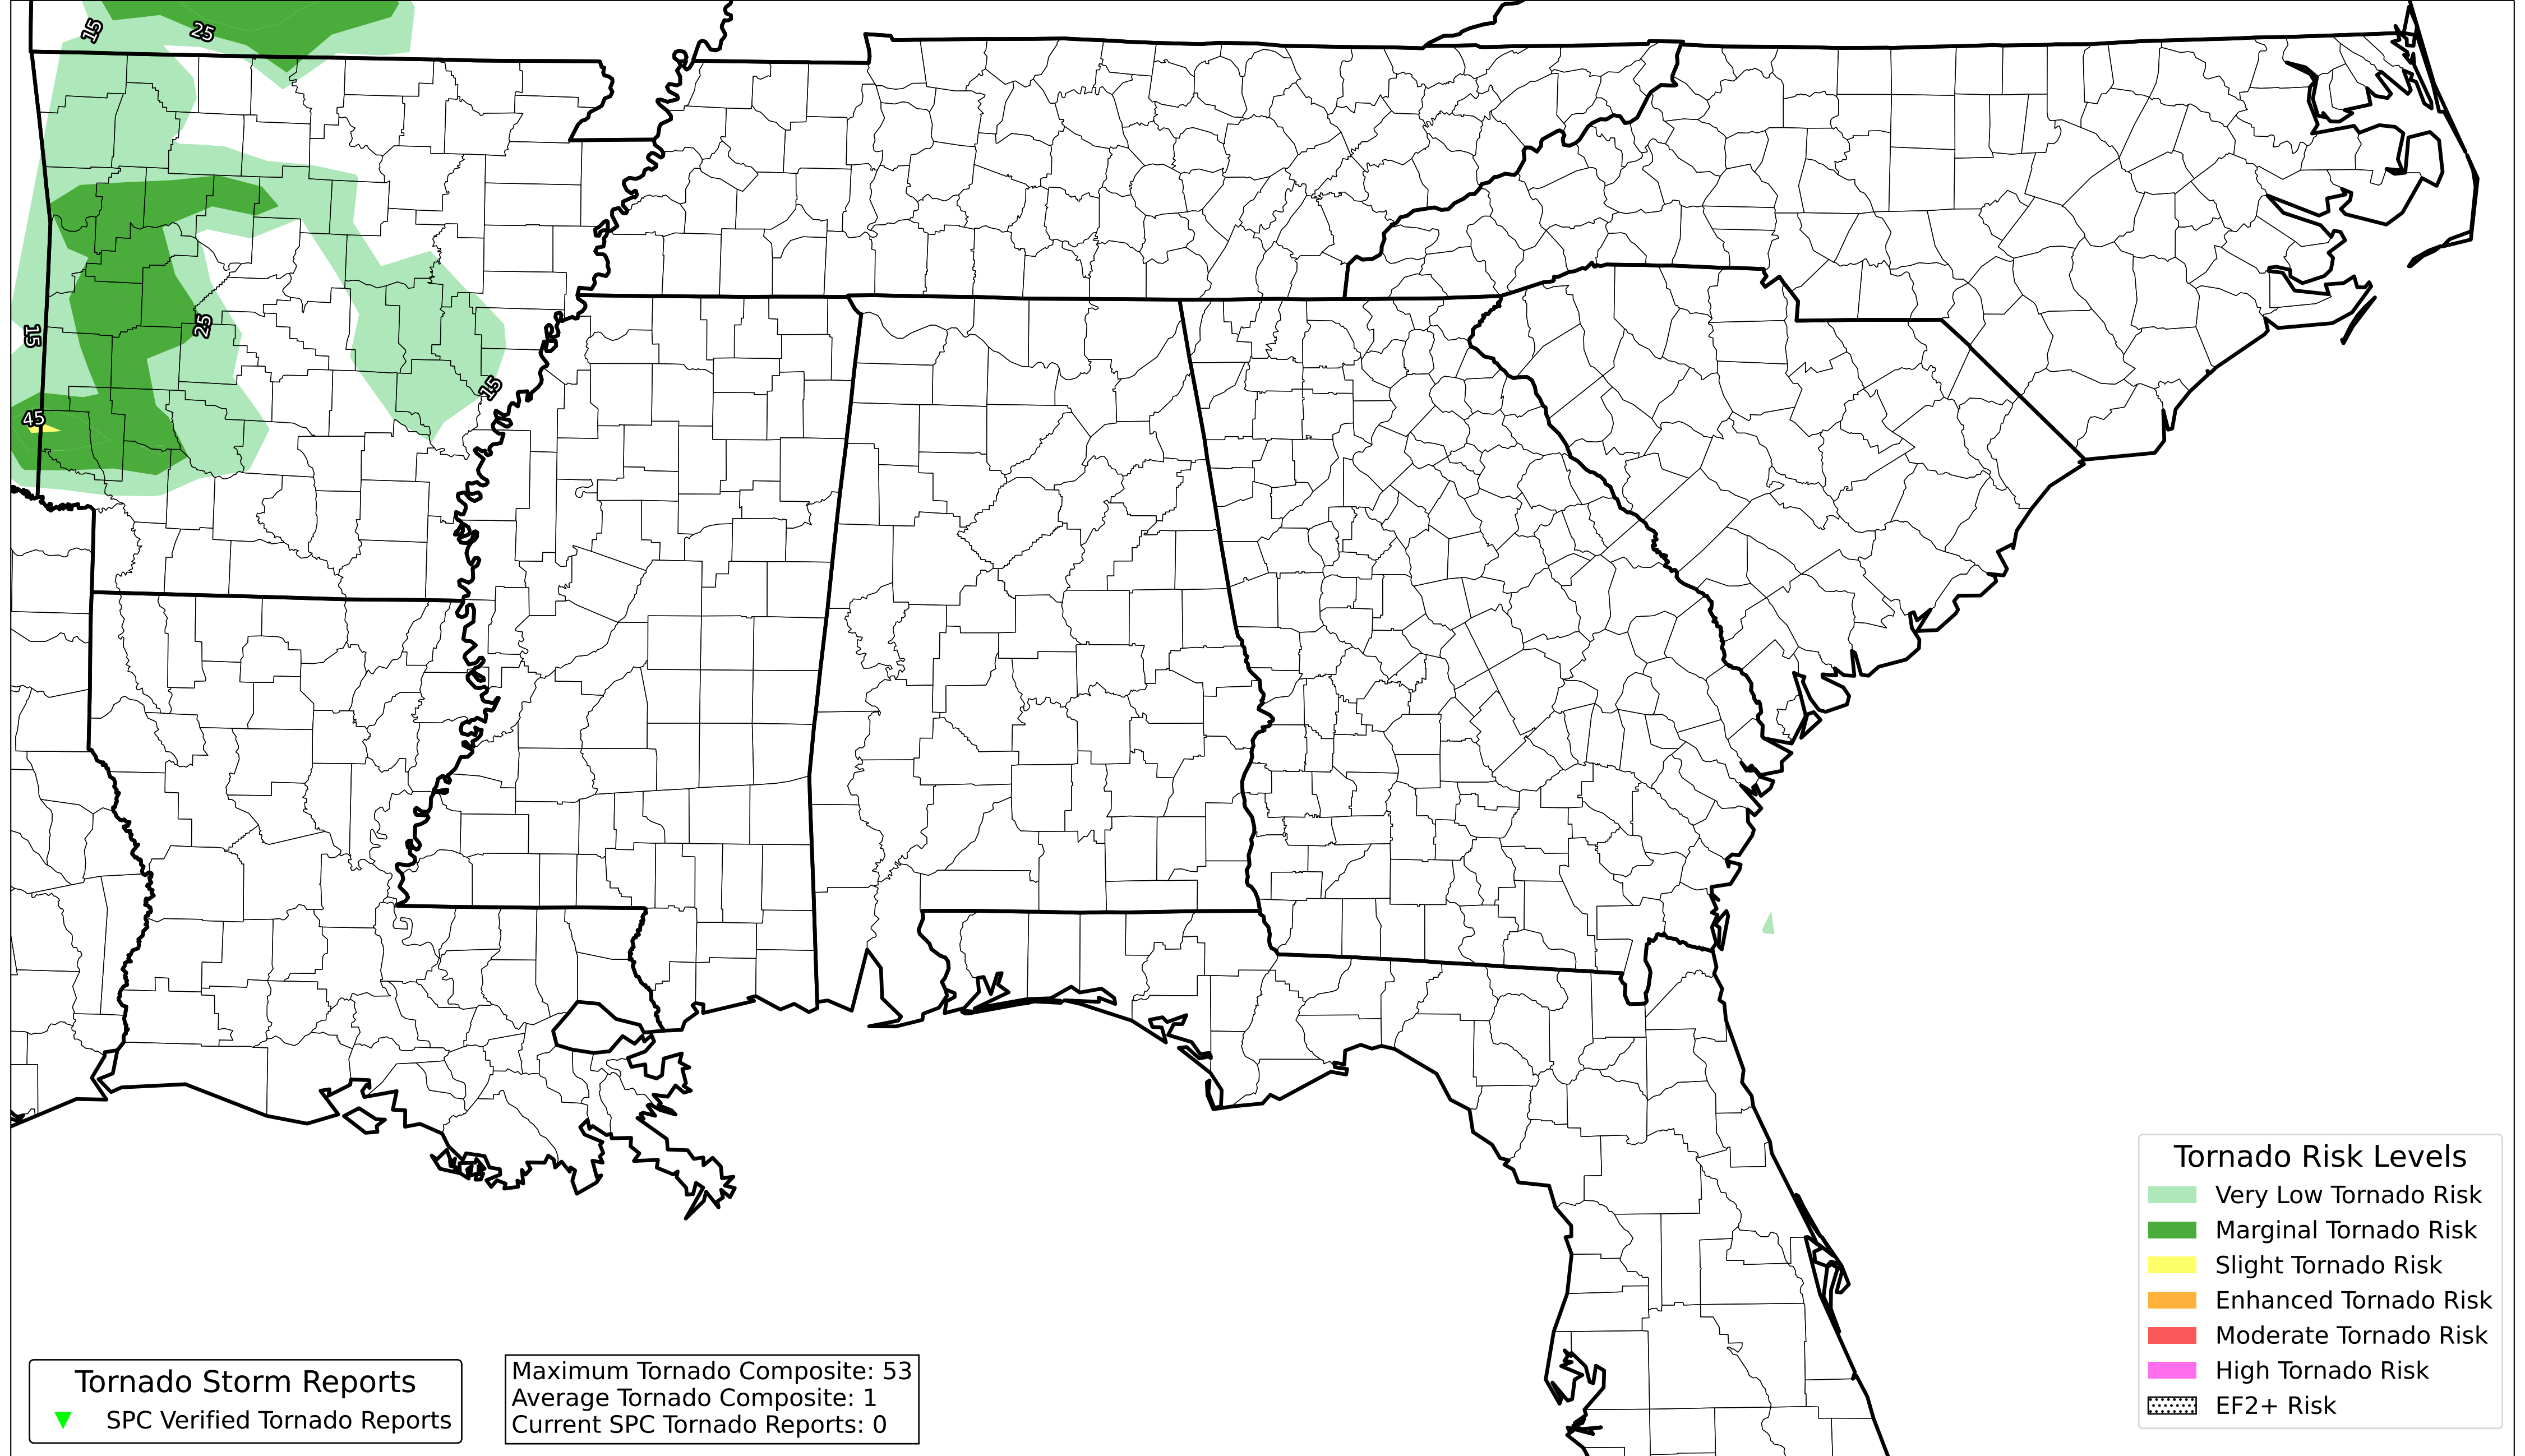 15
25
15
25
15
45
Tornado Risk Levels
Very Low Tornado Risk
Marginal Tornado Risk
Slight Tornado Risk
Enhanced Tornado Risk
Moderate Tornado Risk
High Tornado Risk
EF2+ Risk
Tornado Storm Reports
SPC Verified Tornado Reports
Maximum Tornado Composite: 53
Average Tornado Composite: 1
Current SPC Tornado Reports: 0